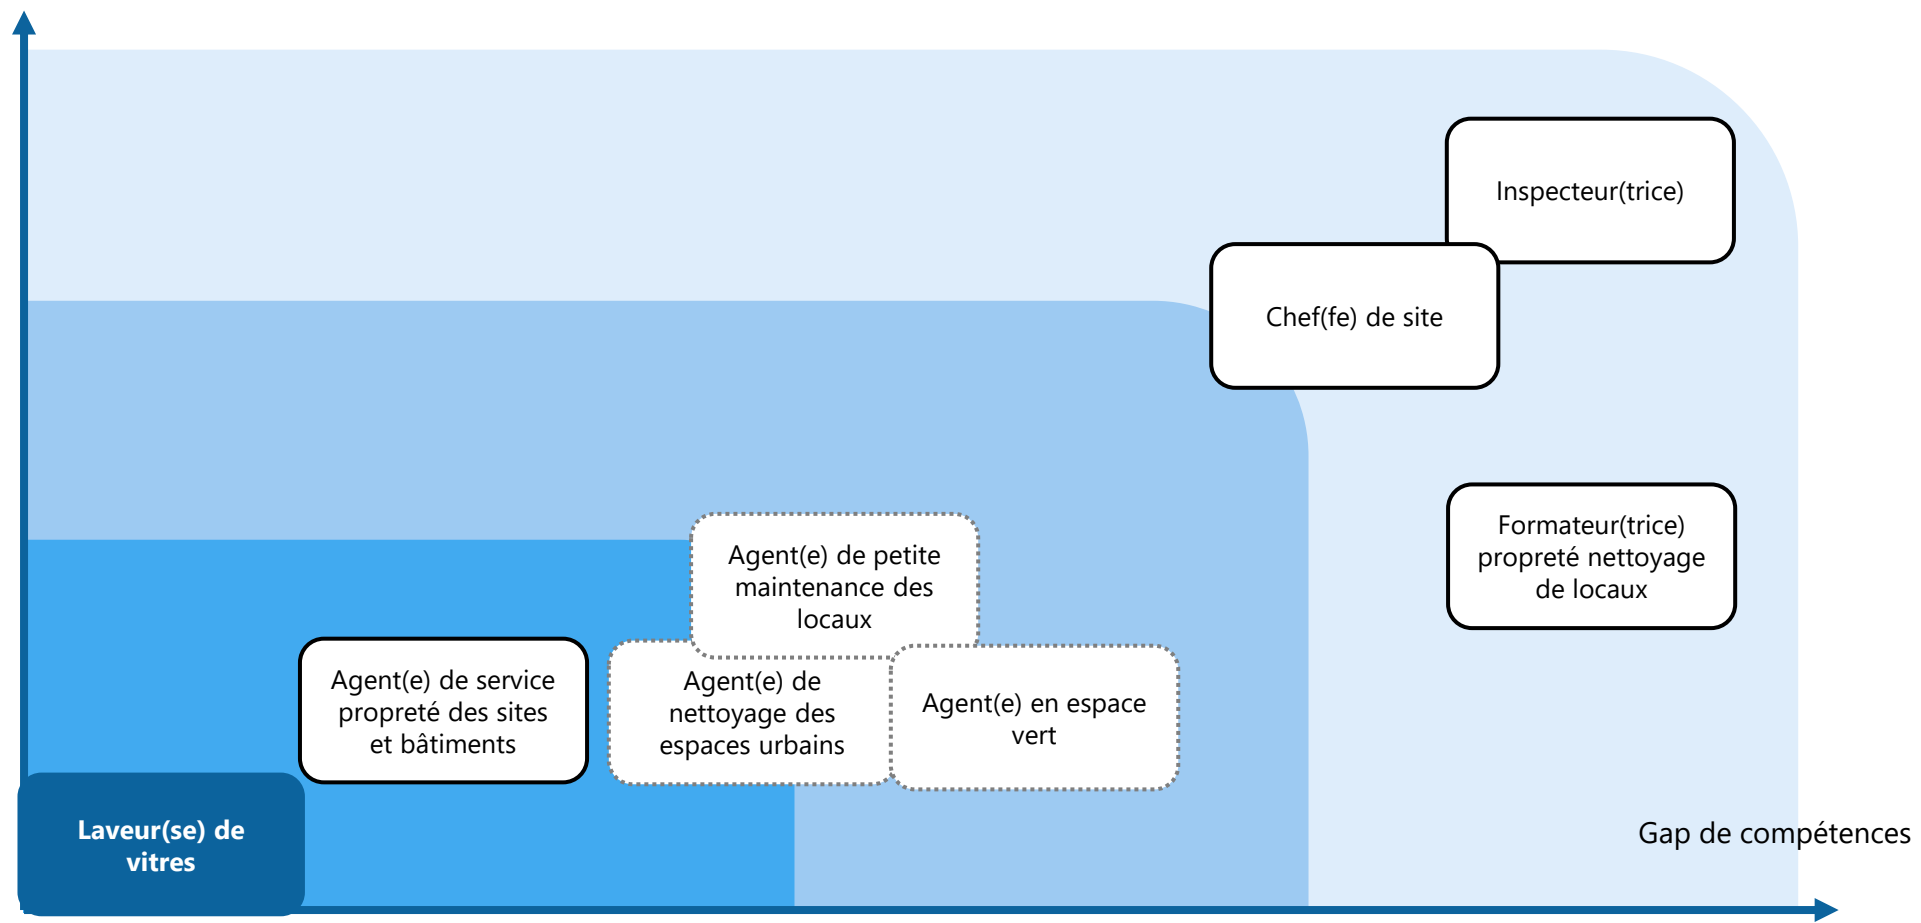 Inspecteur(trice)
Chef(fe) de site
Formateur(trice)
propreté nettoyage
de locaux
Agent(e) de petite
maintenance des
locaux
Agent(e) de service
propreté des sites
et bâtiments
Agent(e) de
nettoyage des
espaces urbains
Agent(e) en espace
vert
Laveur(se) de
vitres
Gap de compétences